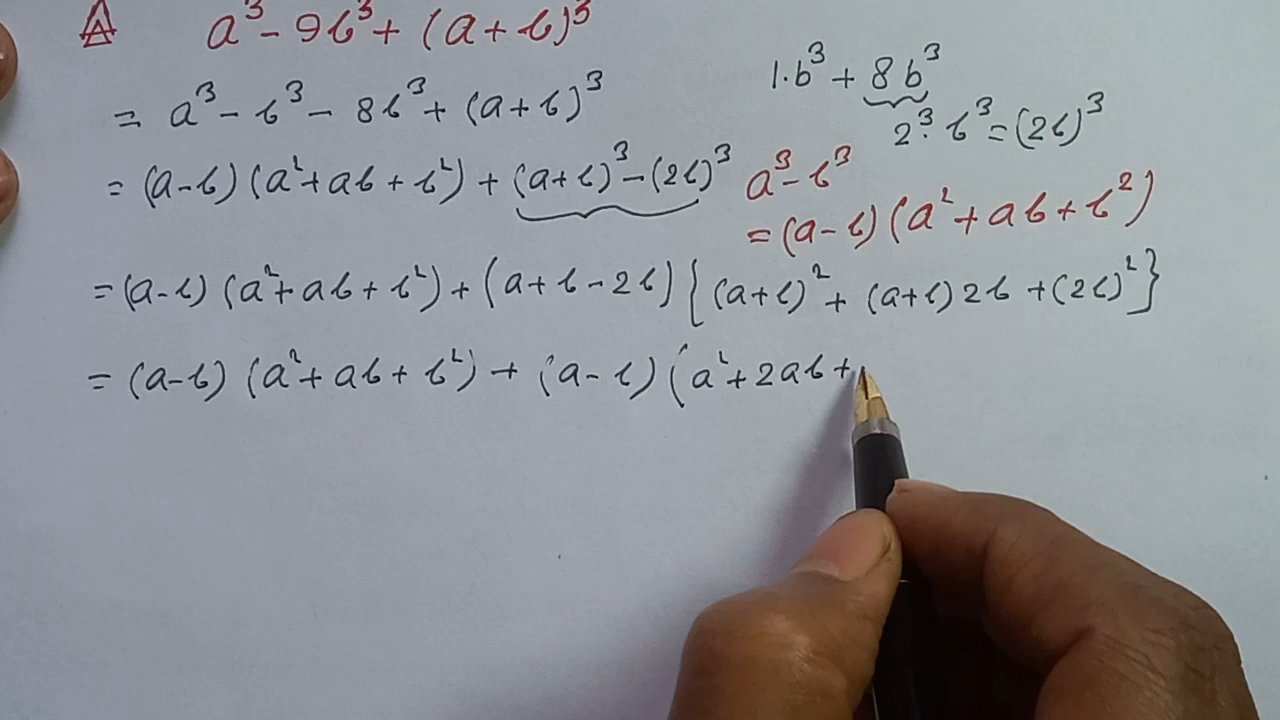 A a³ - 9b³ + (a+b)³
= a³ - b³ - 8b³ + (a+b)³
1·b³ + 8b³
2³·b³ = (2b)³
= (a-b) (a²+ab+b²) + (a+b)³ - (2b)³
a³-b³
= (a-b) (a²+ab+b²)
= (a-b) (a²+ab+b²) + (a+b-2b) {(a+b)² + (a+b) 2b + (2b)²}
= (a-b) (a²+ab+b²) + (a-b) (a²+2ab+